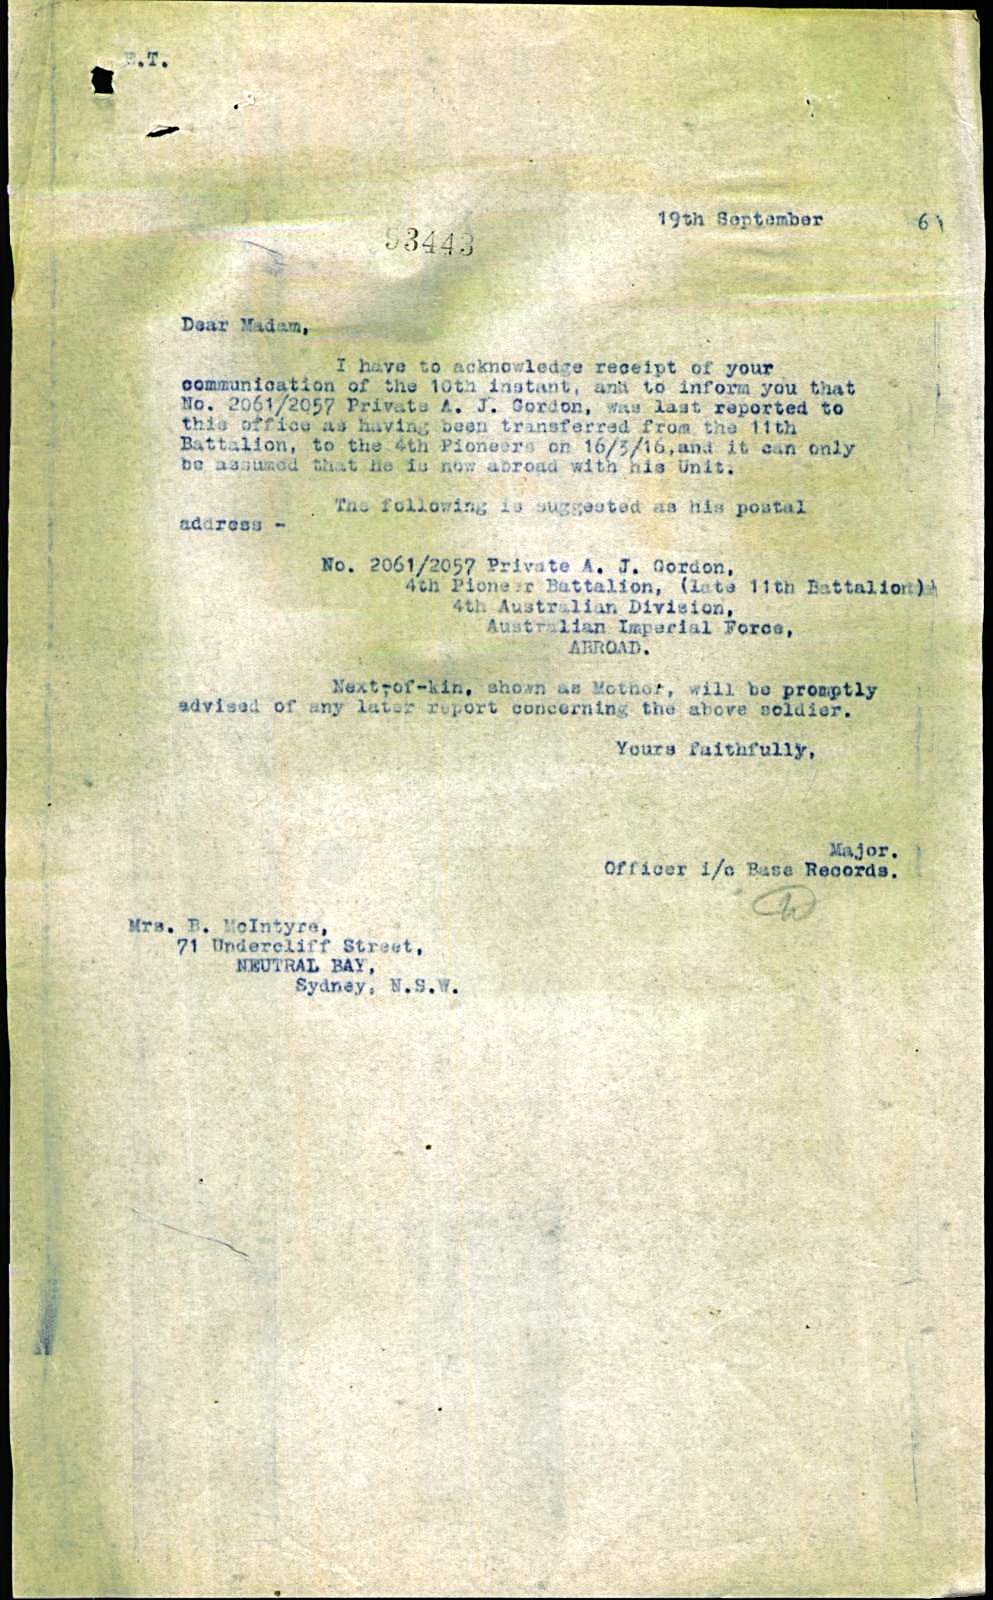 E.T.
19th September 6
93443
Dear Madam,
I have to acknowledge receipt of your
communication of the 10th instant, and to inform you that
No. 2061/2057 Private A. J. Gordon, was last reported to
this office as having been transferred from the 11th
Battalion, to the 4th Pioneers on 16/3/16,and it can only
be assumed that he is now abroad with his Unit.
The following is suggested as his postal
address -
No. 2061/2057 Private A. J. Gordon,
4th Pioneer Battalion, (late 11th Battalion)
4th Australian Division,
Australian Imperial Force,
ABROAD.
Next-of-kin, shown as Mother, will be promptly
advised of any later report concerning the above soldier.
Yours faithfully,
Major.
Officer i/c Base Records.
Mrs. B. McIntyre,
71 Undercliff Street,
NEUTRAL BAY,
Sydney, N.S.W.